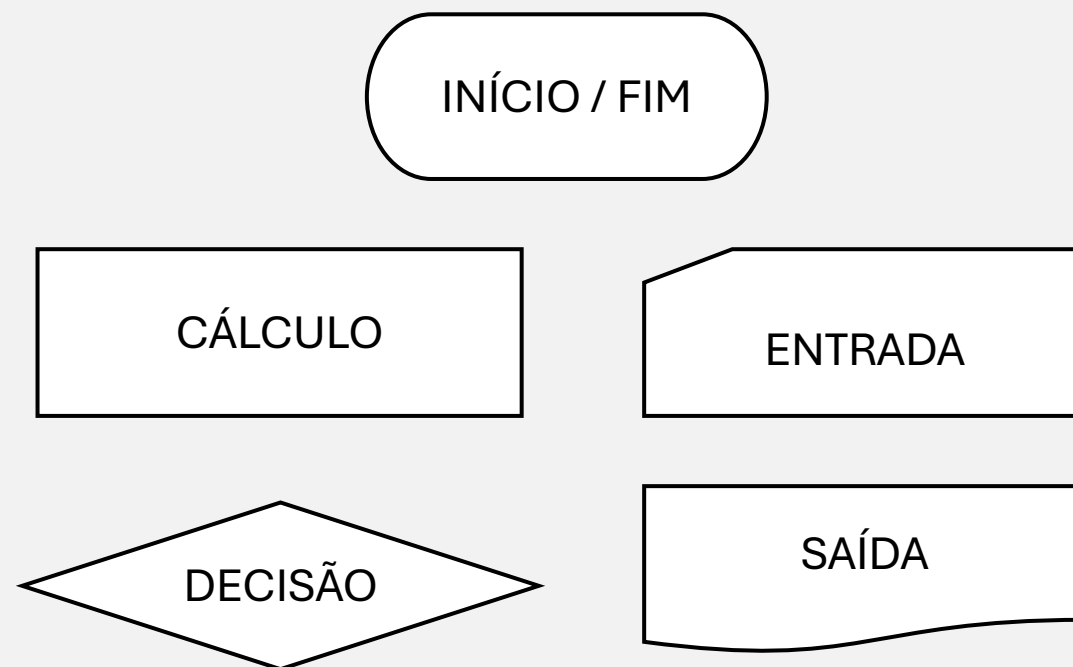 INÍCIO / FIM
CÁLCULO
ENTRADA
DECISÃO
SAÍDA